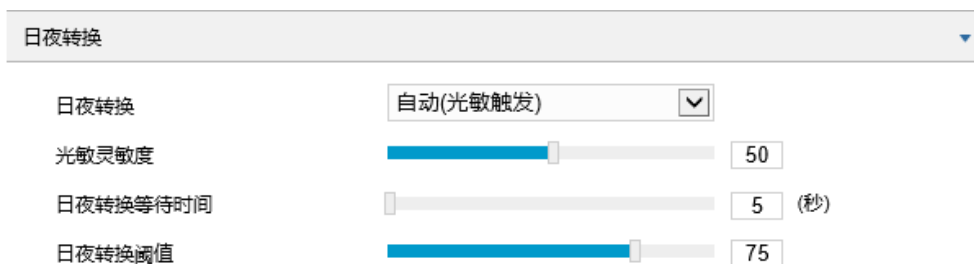 日夜转换
日夜转换 自动(光敏触发)
光敏灵敏度 50
日夜转换等待时间 5 (秒)
日夜转换阈值 75